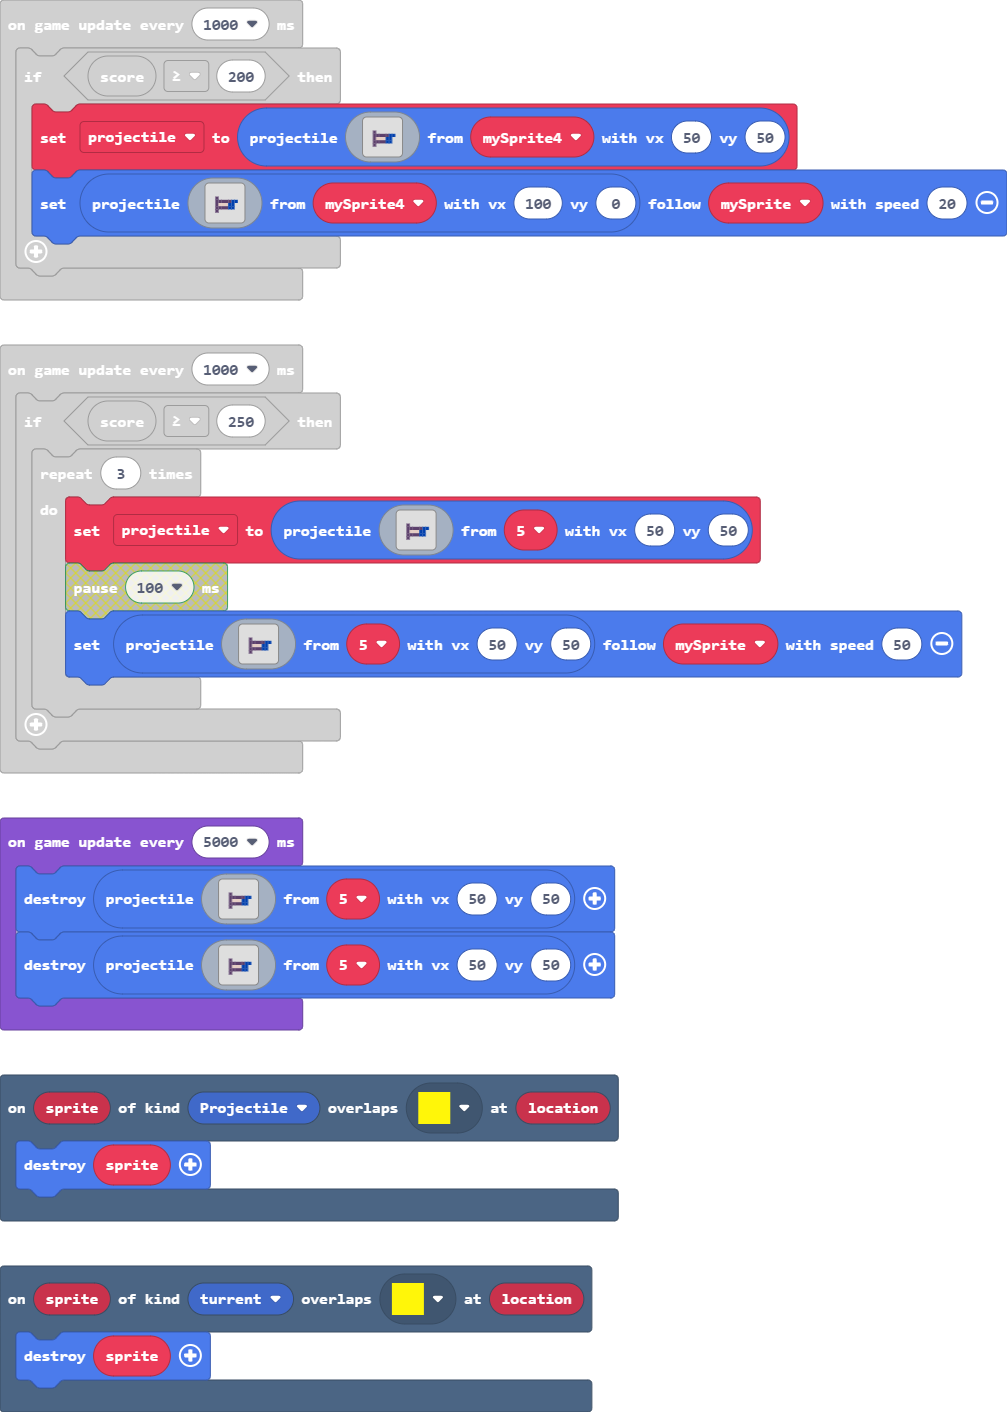 on game update every 1000 ms
if score ≥ 200 then
set projectile to projectile from mySprite4 with vx 50 vy 50
set projectile from mySprite4 with vx 100 vy 0 follow mySprite with speed 20
on game update every 1000 ms
if score ≥ 250 then
repeat 3 times
do
set projectile to projectile from 5 with vx 50 vy 50
pause 100 ms
set projectile from 5 with vx 50 vy 50 follow mySprite with speed 50
on game update every 5000 ms
destroy projectile from 5 with vx 50 vy 50
destroy projectile from 5 with vx 50 vy 50
on sprite of kind Projectile overlaps at location
destroy sprite
on sprite of kind turrent overlaps at location
destroy sprite